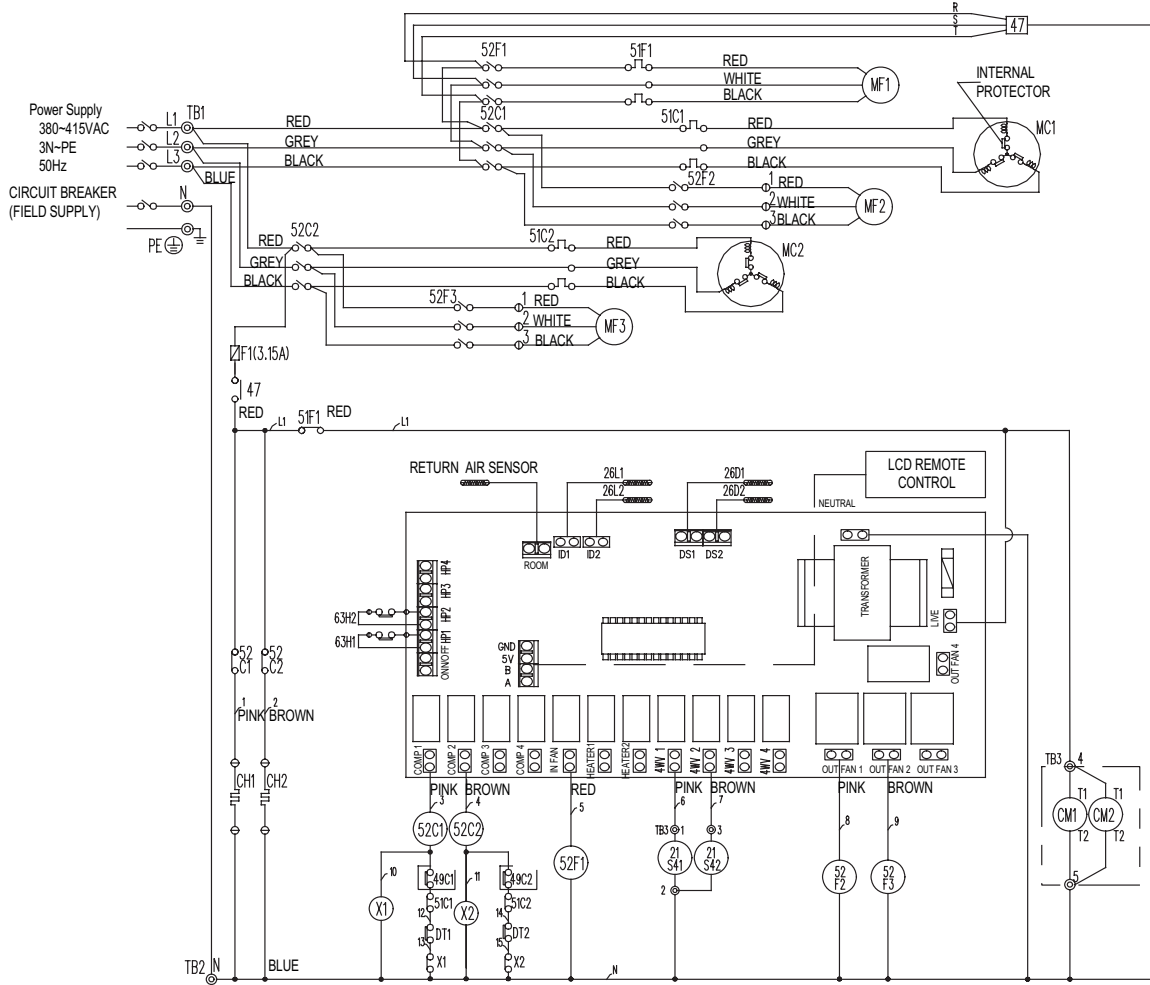 R
S
T
47
52F1
51F1
RED
WHITE
BLACK
MF1
INTERNAL
PROTECTOR
Power Supply
380~415VAC
3N~PE
50Hz
CIRCUIT BREAKER
(FIELD SUPPLY)
L1
TB1
L2
L3
N
PE
BLUE
RED
GREY
BLACK
52C1
51C1
RED
GREY
BLACK
MC1
52F2
1 RED
2 WHITE
3 BLACK
MF2
RED
GREY
BLACK
52C2
51C2
RED
GREY
BLACK
MC2
52F3
1 RED
2 WHITE
3 BLACK
MF3
F1(3.15A)
47
RED
L1
51F1
RED
L1
RETURN AIR SENSOR
26L1
26L2
26D1
26D2
LCD REMOTE
CONTROL
NEUTRAL
ROOM
ID1
ID2
DS1
DS2
TRANSFORMER
LIVE
HP4
HP3
HP2
HP1
ON/OFF
63H2
63H1
GND
5V
B
A
OUT FAN 4
52
C1
52
C2
1
PINK
2
BROWN
CH1
CH2
COMP 1
COMP 2
COMP 3
COMP 4
IN FAN
HEATER1
HEATER2
4WV 1
4WV 2
4WV 3
4WV 4
OUT FAN 1
OUT FAN 2
OUT FAN 3
PINK
BROWN
RED
PINK
BROWN
PINK
BROWN
3
4
5
6
7
8
9
52C1
52C2
52F1
TB3
1
3
21
S41
21
S42
2
52
F2
52
F3
10
X1
49C1
51C1
12
DT1
13
X1
11
X2
49C2
51C2
14
DT2
15
X2
TB3
4
CM1
T1
T2
CM2
T1
T2
5
TB2
N
BLUE
N